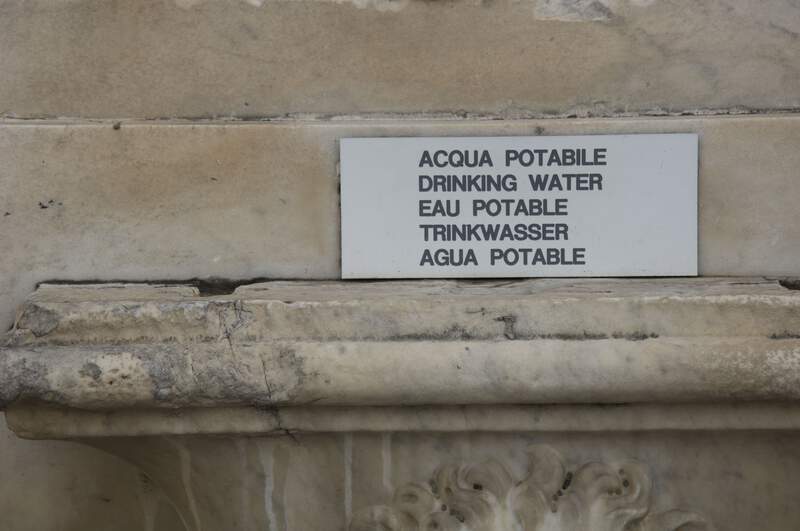 ACQUA POTABILE
DRINKING WATER
EAU POTABLE
TRINKWASSER
AGUA POTABLE